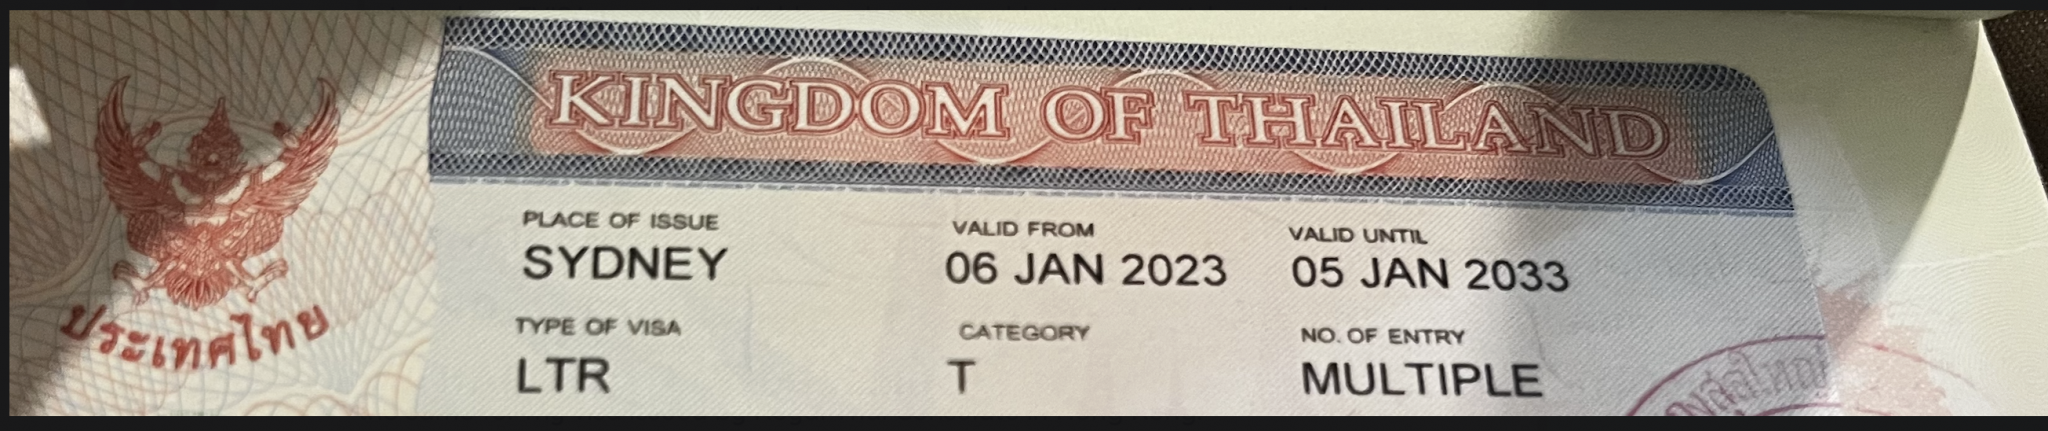 KINGDOM OF THAILAND
ประเทศไทย
PLACE OF ISSUE VALID FROM VALID UNTIL
SYDNEY 06 JAN 2023 05 JAN 2033
TYPE OF VISA CATEGORY NO. OF ENTRY
LTR T MULTIPLE